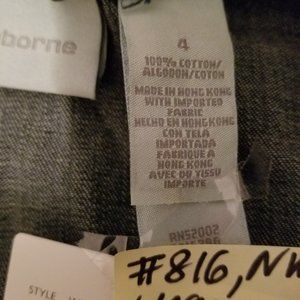 borne
4
100% COTTON/
ALGODON/COTON
MADE IN HONG KONG
WITH IMPORTED
FABRIC
HECHO EN HONG KONG
CON TELA
IMPORTADA
FABRIQUE A
HONG KONG
AVEC DU TISSU
IMPORTE
RN52002
STYLE
#816, NW